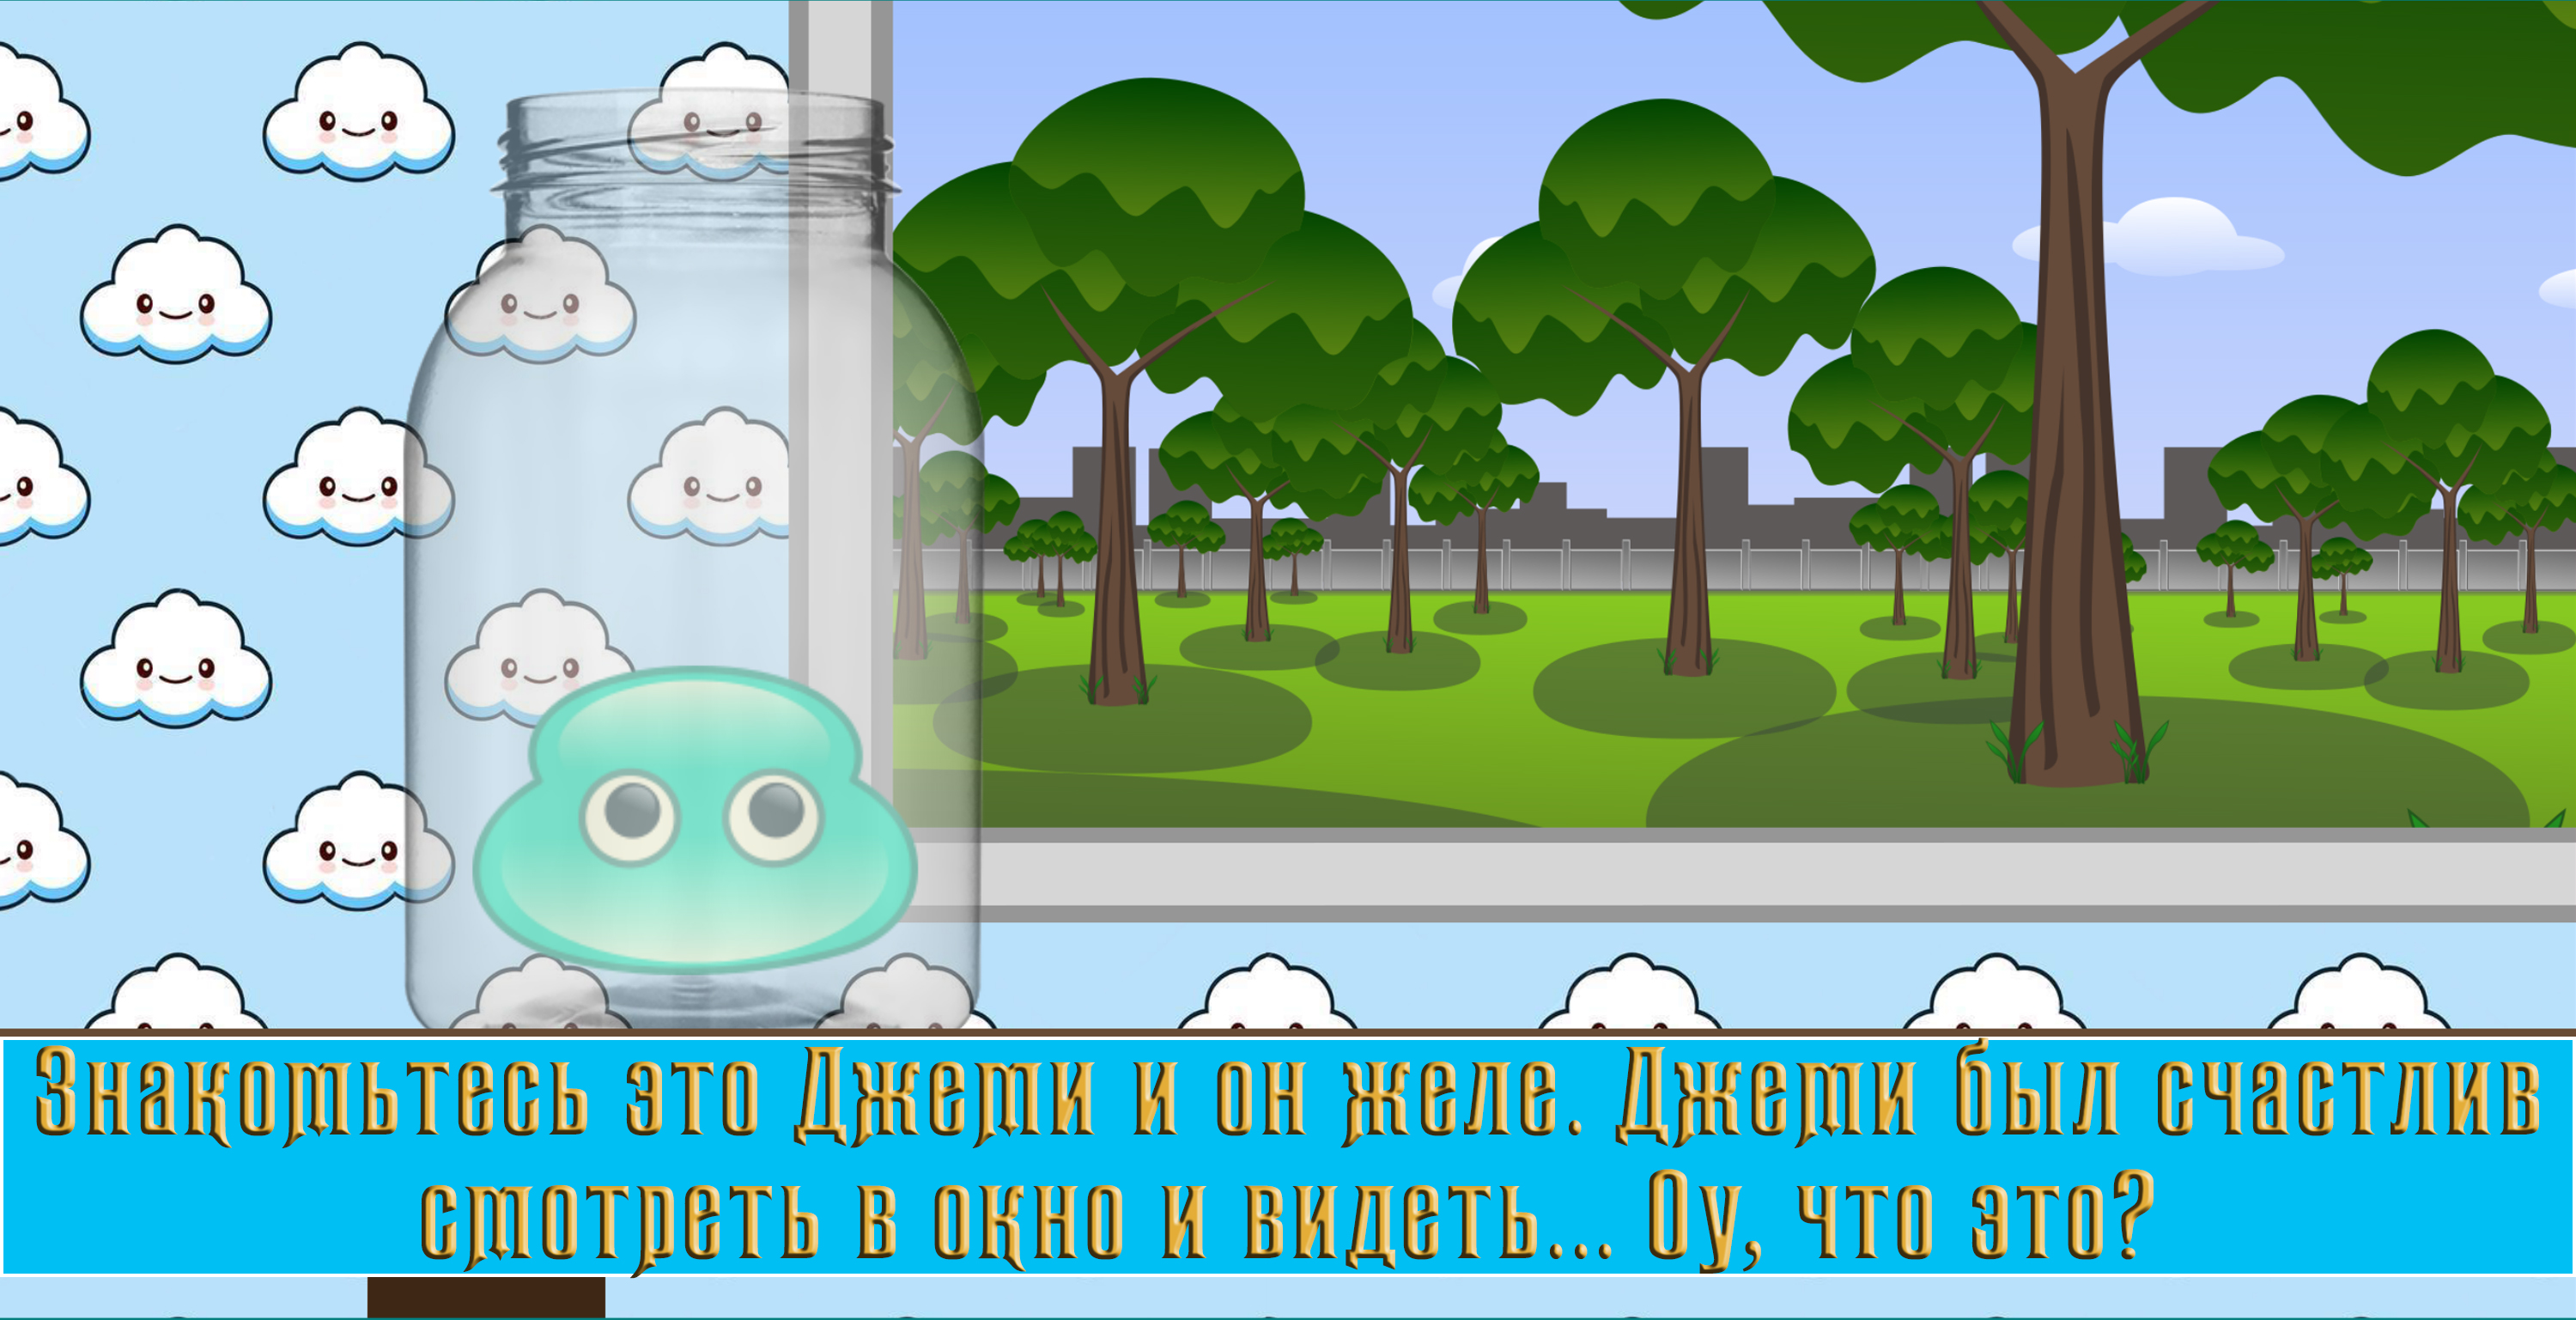 Знакомьтесь это Джеми и он желе. Джеми был счастлив
смотреть в окно и видеть... Оу, что это?